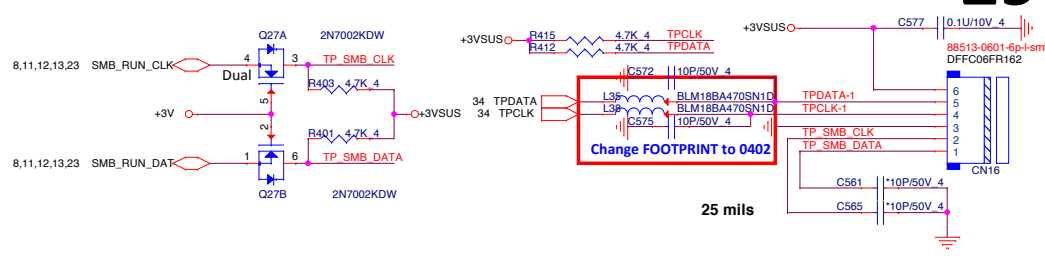 Q27A 2N7002KDW
4 3 TP_SMB_CLK
8,11,12,13,23 SMB_RUN_CLK
Dual
R403 4.7K_4
5
+3V
+3VSUS
2
R401 4.7K_4
8,11,12,13,23 SMB_RUN_DAT
1 6 TP_SMB_DATA
Q27B 2N7002KDW
+3VSUS
R415 4.7K_4 TPCLK
R412 4.7K_4 TPDATA
C572 10P/50V_4
34 TPDATA L35 BLM18BA470SN1D TPDATA-1
34 TPCLK BLM18BA470SN1D TPCLK-1
C575 10P/50V_4
Change FOOTPRINT to 0402
25 mils
+3VSUS
C577 0.1U/10V_4
88513-0601-6p-l-smt
DFFC06FR162
6
5
4
3
TP_SMB_CLK 2
TP_SMB_DATA 1
CN16
C561 *10P/50V_4
C565 *10P/50V_4